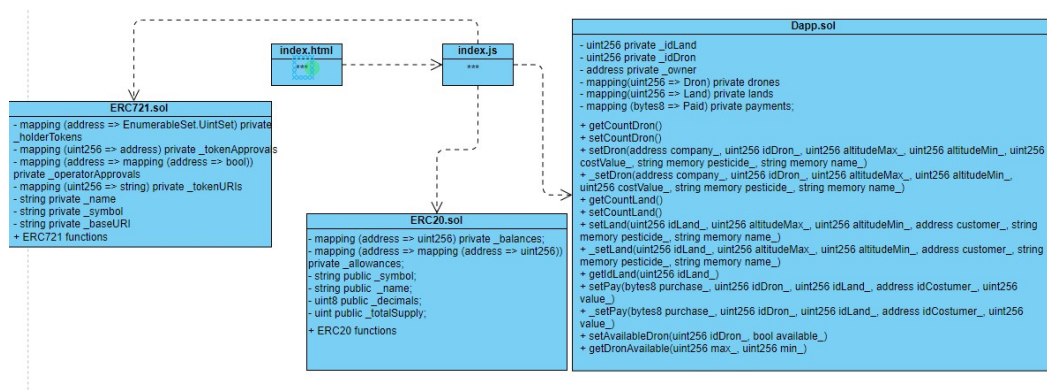 index.html
***
index.js
***
ERC721.sol
- mapping (address => EnumerableSet.UintSet) private
_holderTokens
- mapping (uint256 => address) private _tokenApprovals
- mapping (address => mapping (address => bool))
private _operatorApprovals
- mapping (uint256 => string) private _tokenURIs
- string private _name
- string private _symbol
- string private _baseURI
+ ERC721 functions
ERC20.sol
- mapping (address => uint256) private _balances;
- mapping (address => mapping (address => uint256))
private _allowances;
- string public _symbol;
- string public _name;
- uint8 public _decimals;
- uint public _totalSupply;
+ ERC20 functions
Dapp.sol
- uint256 private _idLand
- uint256 private _idDron
- address private _owner
- mapping(uint256 => Dron) private drones
- mapping(uint256 => Land) private lands
- mapping (bytes8 => Paid) private payments;
+ getCountDron()
+ setCountDron()
+ setDron(address company_, uint256 idDron_, uint256 altitudeMax_, uint256 altitudeMin_, uint256
costValue_, string memory pesticide_, string memory name_)
+ _setDron(address company_, uint256 idDron_, uint256 altitudeMax_, uint256 altitudeMin_,
uint256 costValue_, string memory pesticide_, string memory name_)
+ getCountLand()
+ setCountLand()
+ setLand(uint256 idLand_, uint256 altitudeMax_, uint256 altitudeMin_, address customer_, string
memory pesticide_, string memory name_)
+ _setLand(uint256 idLand_, uint256 altitudeMax_, uint256 altitudeMin_, address customer_, string
memory pesticide_, string memory name_)
+ getIdLand(uint256 idLand_)
+ setPay(bytes8 purchase_, uint256 idDron_, uint256 idLand_, address idCostumer_, uint256
value_)
+ _setPay(bytes8 purchase_, uint256 idDron_, uint256 idLand_, address idCostumer_, uint256
value_)
+ setAvailableDron(uint256 idDron_, bool available_)
+ getDronAvailable(uint256 max_, uint256 min_)